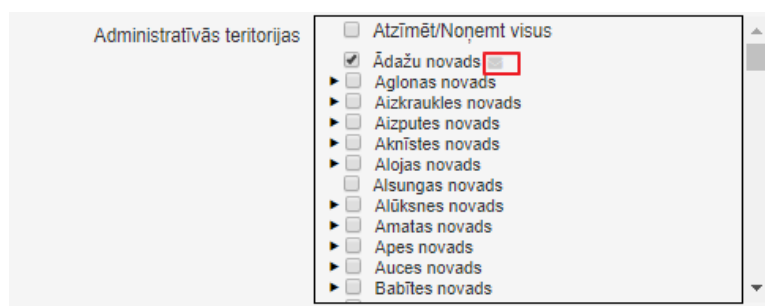 Administratīvās teritorijas
Atzīmēt/Noņemt visus
Ādažu novads
Aglonas novads
Aizkraukles novads
Aizputes novads
Aknīstes novads
Alojas novads
Alsungas novads
Alūksnes novads
Amatas novads
Apes novads
Auces novads
Babītes novads